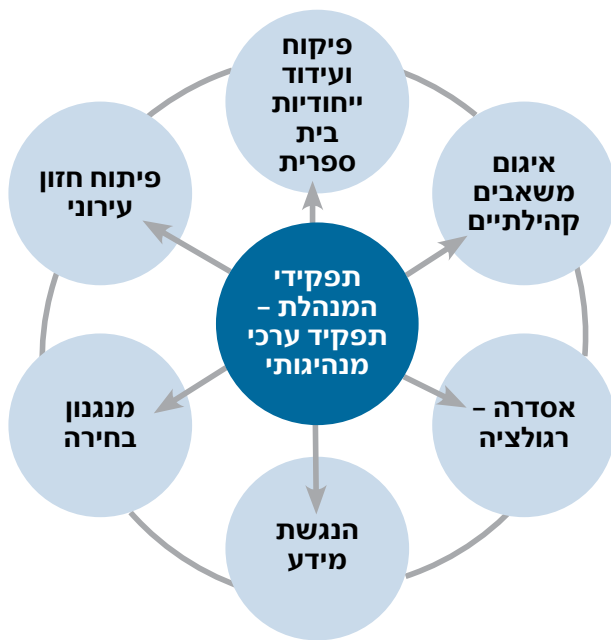 פיקוח
ועידוד
ייחודיות
בית
ספרית
איגום
משאבים
קהילתיים
אסדרה –
רגולציה
הנגשת
מידע
מנגנון
בחירה
פיתוח חזון
עירוני
תפקידי
המנהלת –
תפקיד ערכי
מנהיגותי